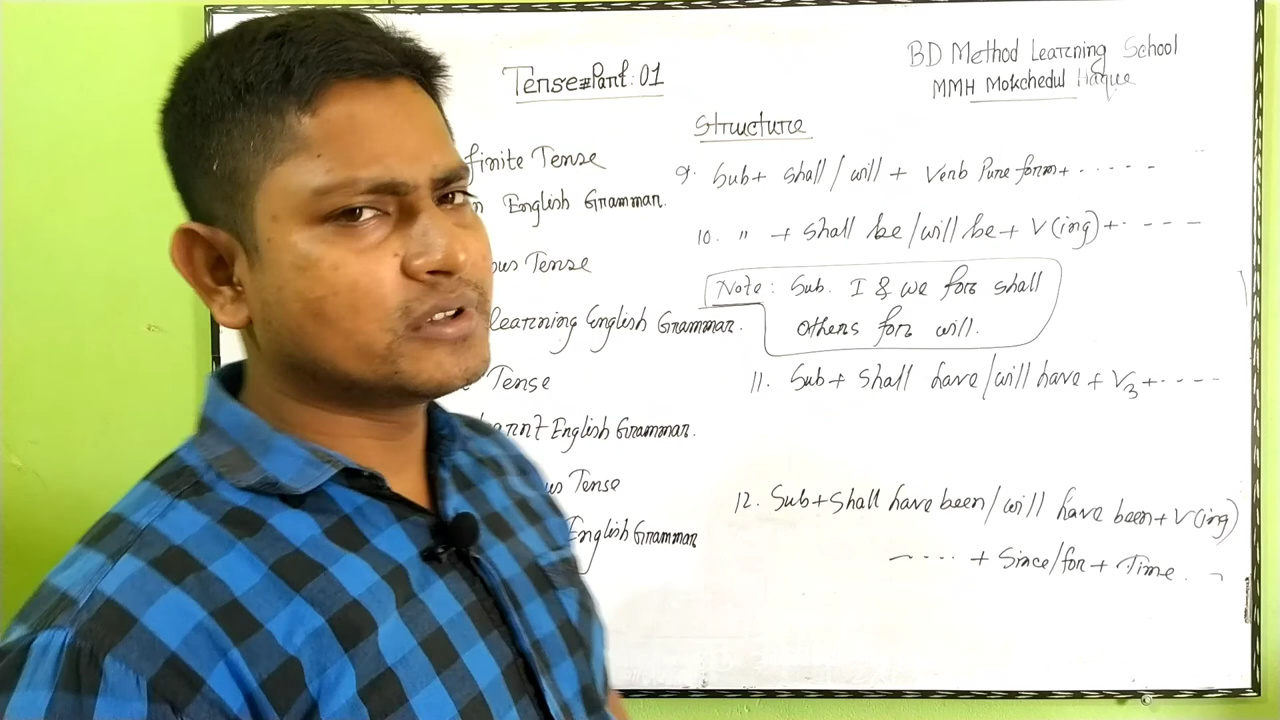 Tense Part: 01
BD Method Learning School
MMH Mokchedul Haque
Structure
finite Tense
n English Grammar.
ous Tense
learning English Grammar.
Tense
learnt English Grammar.
us Tense
English Grammar
9. Sub+ shall/will + Verb Pure form+ . . . . -
10. " + shall be/will be + V(ing) + . - - -
Note: Sub. I & we for shall
others for will.
11. Sub+ shall have/will have + V3 + . . - -
12. Sub+shall have been/will have been + V(ing)
- . . . . + Since/for + Time.